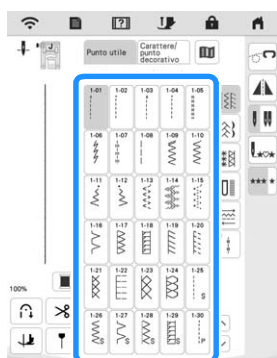 ?
J
Punto utile
Carattere/
punto
decorativo
1-01 1-02 1-03 1-04 1-05
1-06 1-07 1-08 1-09 1-10
1-11 1-12 1-13 1-14 1-15
1-16 1-17 1-18 1-19 1-20
1-21 1-22 1-23 1-24 1-25
S
1-26 1-27 1-28 1-29 1-30
S S S S P
100%